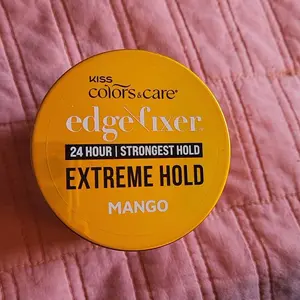 KISS
colors&care®
edge fixer®
24 HOUR | STRONGEST HOLD
EXTREME HOLD
MANGO